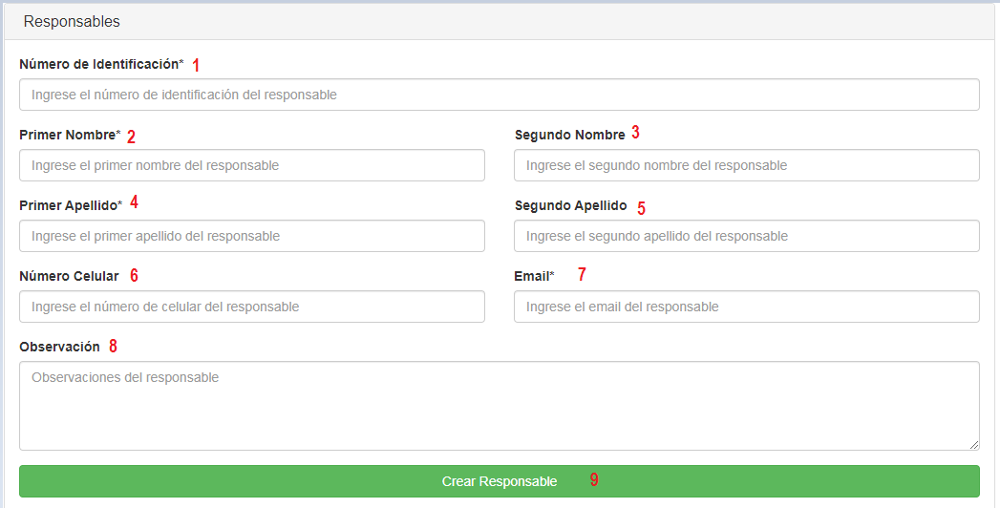 Responsables
Número de Identificación* 1
Ingrese el número de identificación del responsable
Primer Nombre* 2
Segundo Nombre 3
Ingrese el primer nombre del responsable
Ingrese el segundo nombre del responsable
Primer Apellido* 4
Segundo Apellido 5
Ingrese el primer apellido del responsable
Ingrese el segundo apellido del responsable
Número Celular 6
Email* 7
Ingrese el número de celular del responsable
Ingrese el email del responsable
Observación 8
Observaciones del responsable
Crear Responsable 9